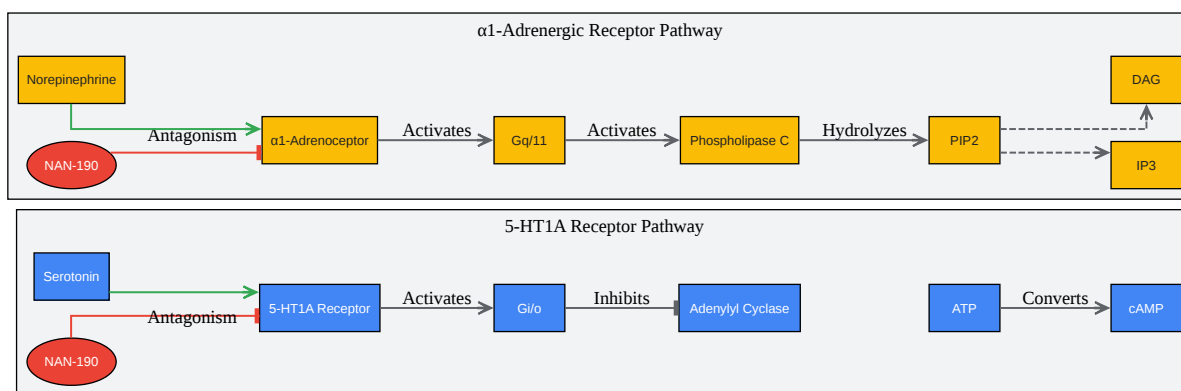 α1-Adrenergic Receptor Pathway
Norepinephrine
DAG
Antagonism
α1-Adrenoceptor
Activates
Gq/11
Activates
Phospholipase C
Hydrolyzes
PIP2
NAN-190
IP3
5-HT1A Receptor Pathway
Serotonin
Antagonism
5-HT1A Receptor
Activates
Gi/o
Inhibits
Adenylyl Cyclase
ATP
Converts
cAMP
NAN-190